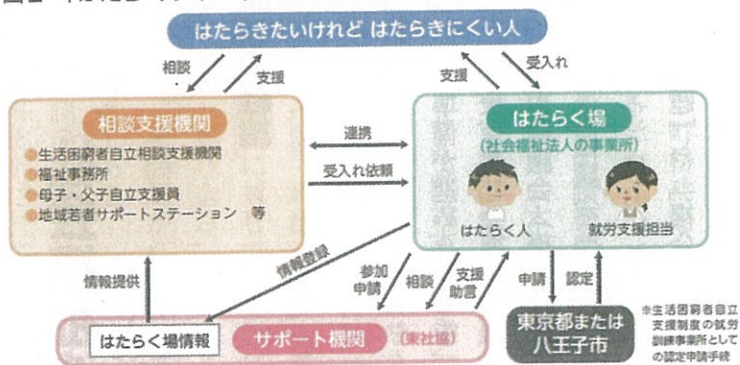 はたらきたいけれど はたらきにくい人
相談
支援
支援
受入れ
相談支援機関
●生活困窮者自立相談支援機関
●福祉事務所
●母子・父子自立支援員
●地域若者サポートステーション 等
連携
受入れ依頼
はたらく場
(社会福祉法人の事業所)
はたらく人
就労支援担当
情報提供
情報登録
参加
申請
相談
支援
助言
申請
認定
はたらく場情報
サポート機関
(東社協)
東京都または
八王子市
※生活困窮者自立
支援制度の就労
訓練事業所として
の認定申請手続